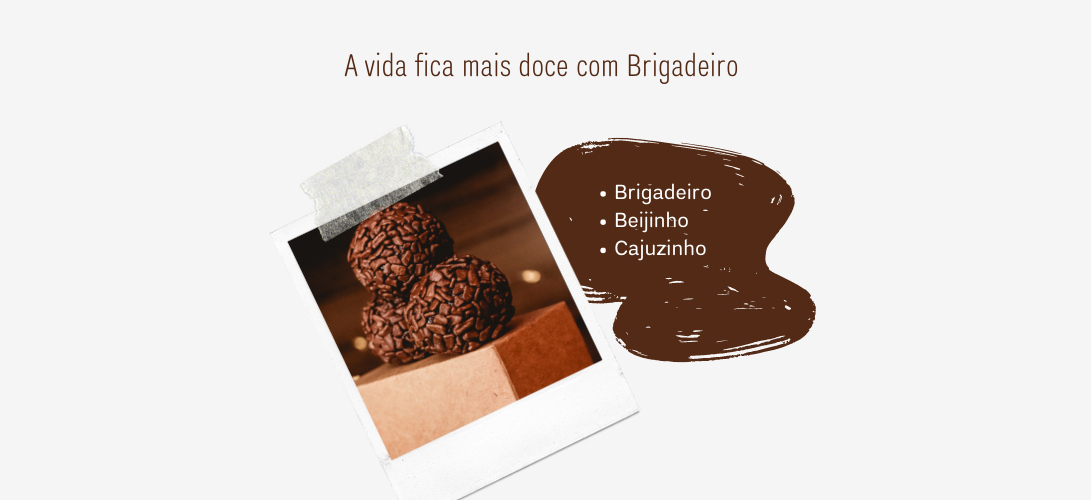 A vida fica mais doce com Brigadeiro
• Brigadeiro
• Beijinho
• Cajuzinho